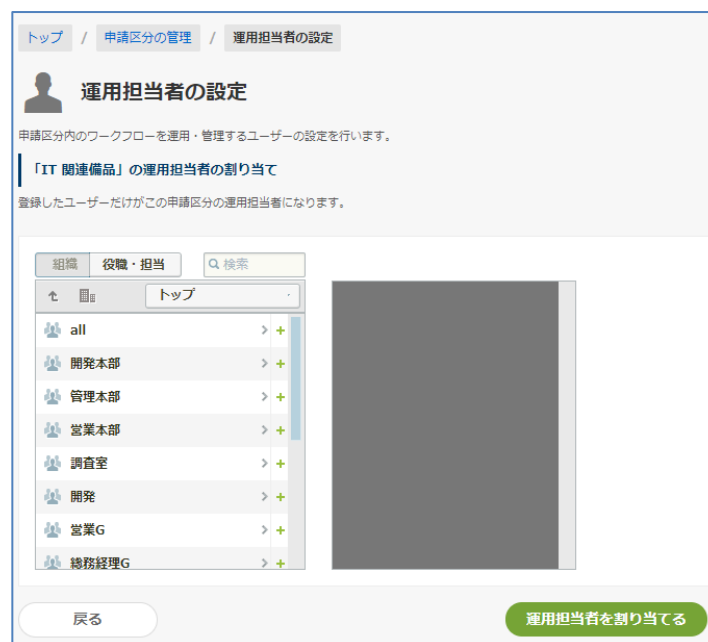 トップ / 申請区分の管理 / 運用担当者の設定
運用担当者の設定
申請区分内のワークフローを運用・管理するユーザーの設定を行います。
「IT 関連備品」の運用担当者の割り当て
登録したユーザーだけがこの申請区分の運用担当者になります。
組織 役職・担当 検索
トップ
all
開発本部
管理本部
営業本部
調査室
開発
営業G
総務経理G
戻る 運用担当者を割り当てる